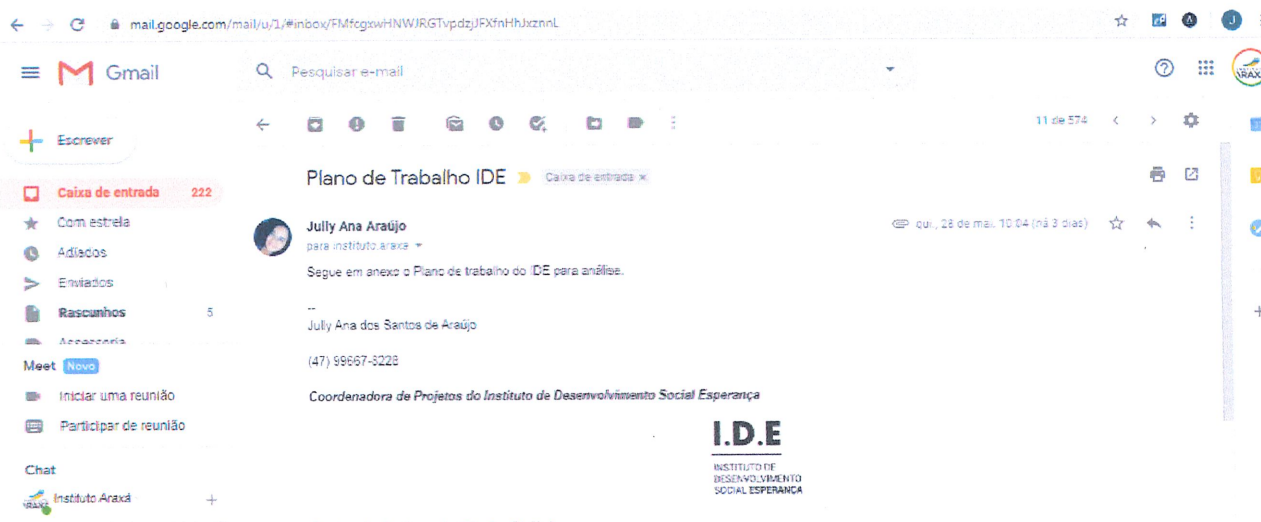 mail.google.com/mail/u/1/#inbox/FMfcgxwHNWJRGTvpdzjJFXfnHhJxznnL
Gmail
Pesquisar e-mail
Escrever
11 de 574
Plano de Trabalho IDE
Caixa de entrada x
Caixa de entrada 222
Com estrela
Adiados
Enviados
Rascunhos 5
Assessoria
Jully Ana Araújo
qui., 28 de mai. 10:04 (há 3 dias)
para instituto.araxa
Segue em anexo o Plano de trabalho do IDE para análise.
--
Jully Ana dos Santos de Araújo
(47) 99667-8228
Coordenadora de Projetos do Instituto de Desenvolvimento Social Esperança
I.D.E
INSTITUTO DE
DESENVOLVIMENTO
SOCIAL ESPERANÇA
Meet Novo
Iniciar uma reunião
Participar de reunião
Chat
Instituto Araxá